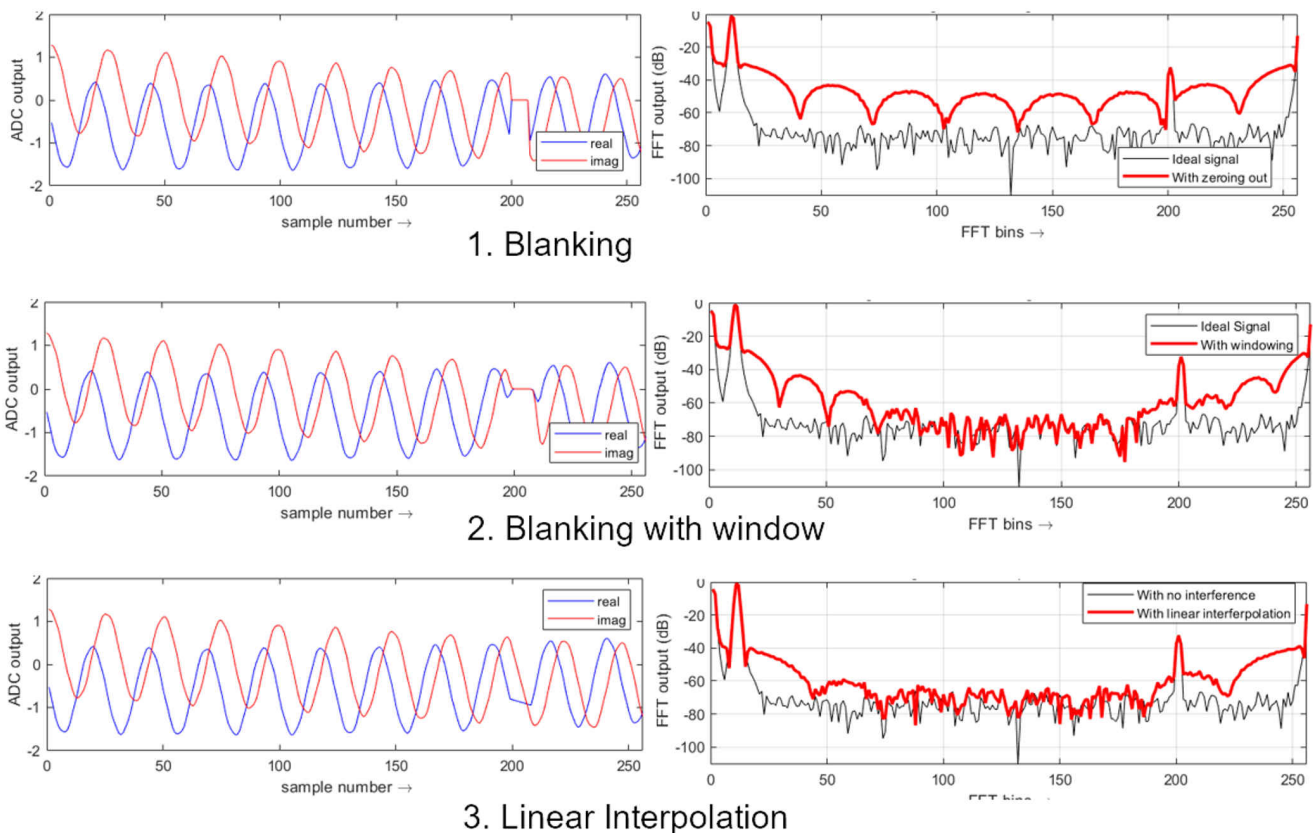 2
1
0
-1
-2
ADC output
0
50
100
150
200
250
sample number →
real
imag
0
-20
-40
-60
-80
-100
FFT output (dB)
0
50
100
150
200
250
FFT bins →
Ideal signal
With zeroing out
1. Blanking
2
1
0
-1
-2
ADC output
0
50
100
150
200
250
sample number →
real
imag
0
-20
-40
-60
-80
-100
FFT output (dB)
0
50
100
150
200
250
FFT bins →
Ideal Signal
With windowing
2. Blanking with window
2
1
0
-1
-2
ADC output
0
50
100
150
200
250
sample number →
real
imag
0
-20
-40
-60
-80
-100
FFT output (dB)
0
50
100
150
200
250
FFT bins →
With no interference
With linear interferpolation
3. Linear Interpolation